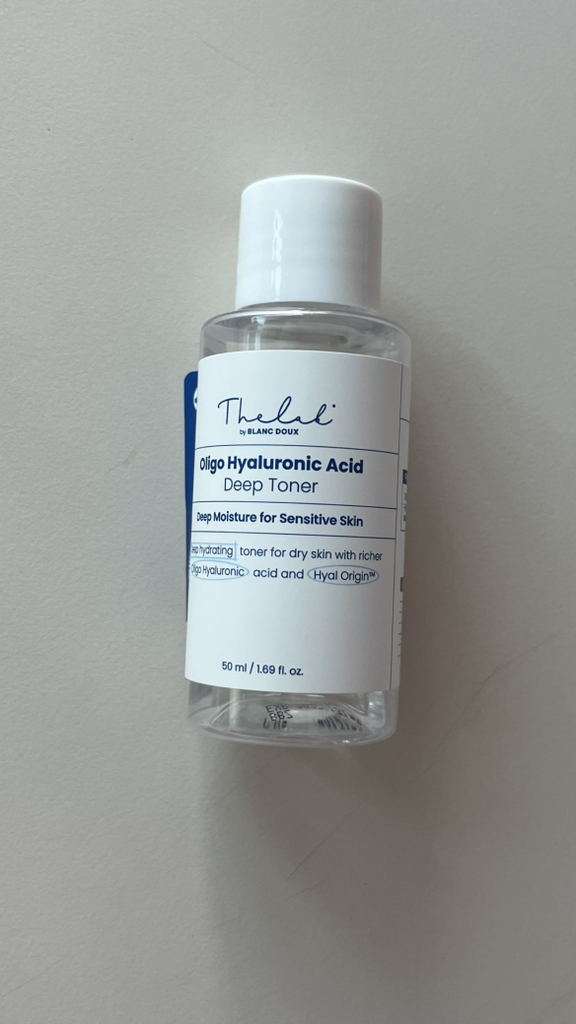 Thelab
by BLANC DOUX
Oligo Hyaluronic Acid
Deep Toner
Deep Moisture for Sensitive Skin
hydrating toner for dry skin with richer
Oligo Hyaluronic acid and Hyal Origin™
50 ml / 1.69 fl. oz.